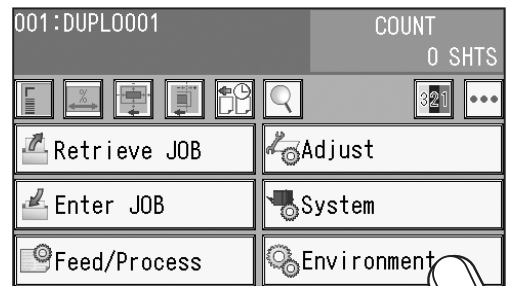 001:DUPLO001
COUNT
0 SHTS
%
321
Retrieve JOB
Adjust
Enter JOB
System
Feed/Process
Environment